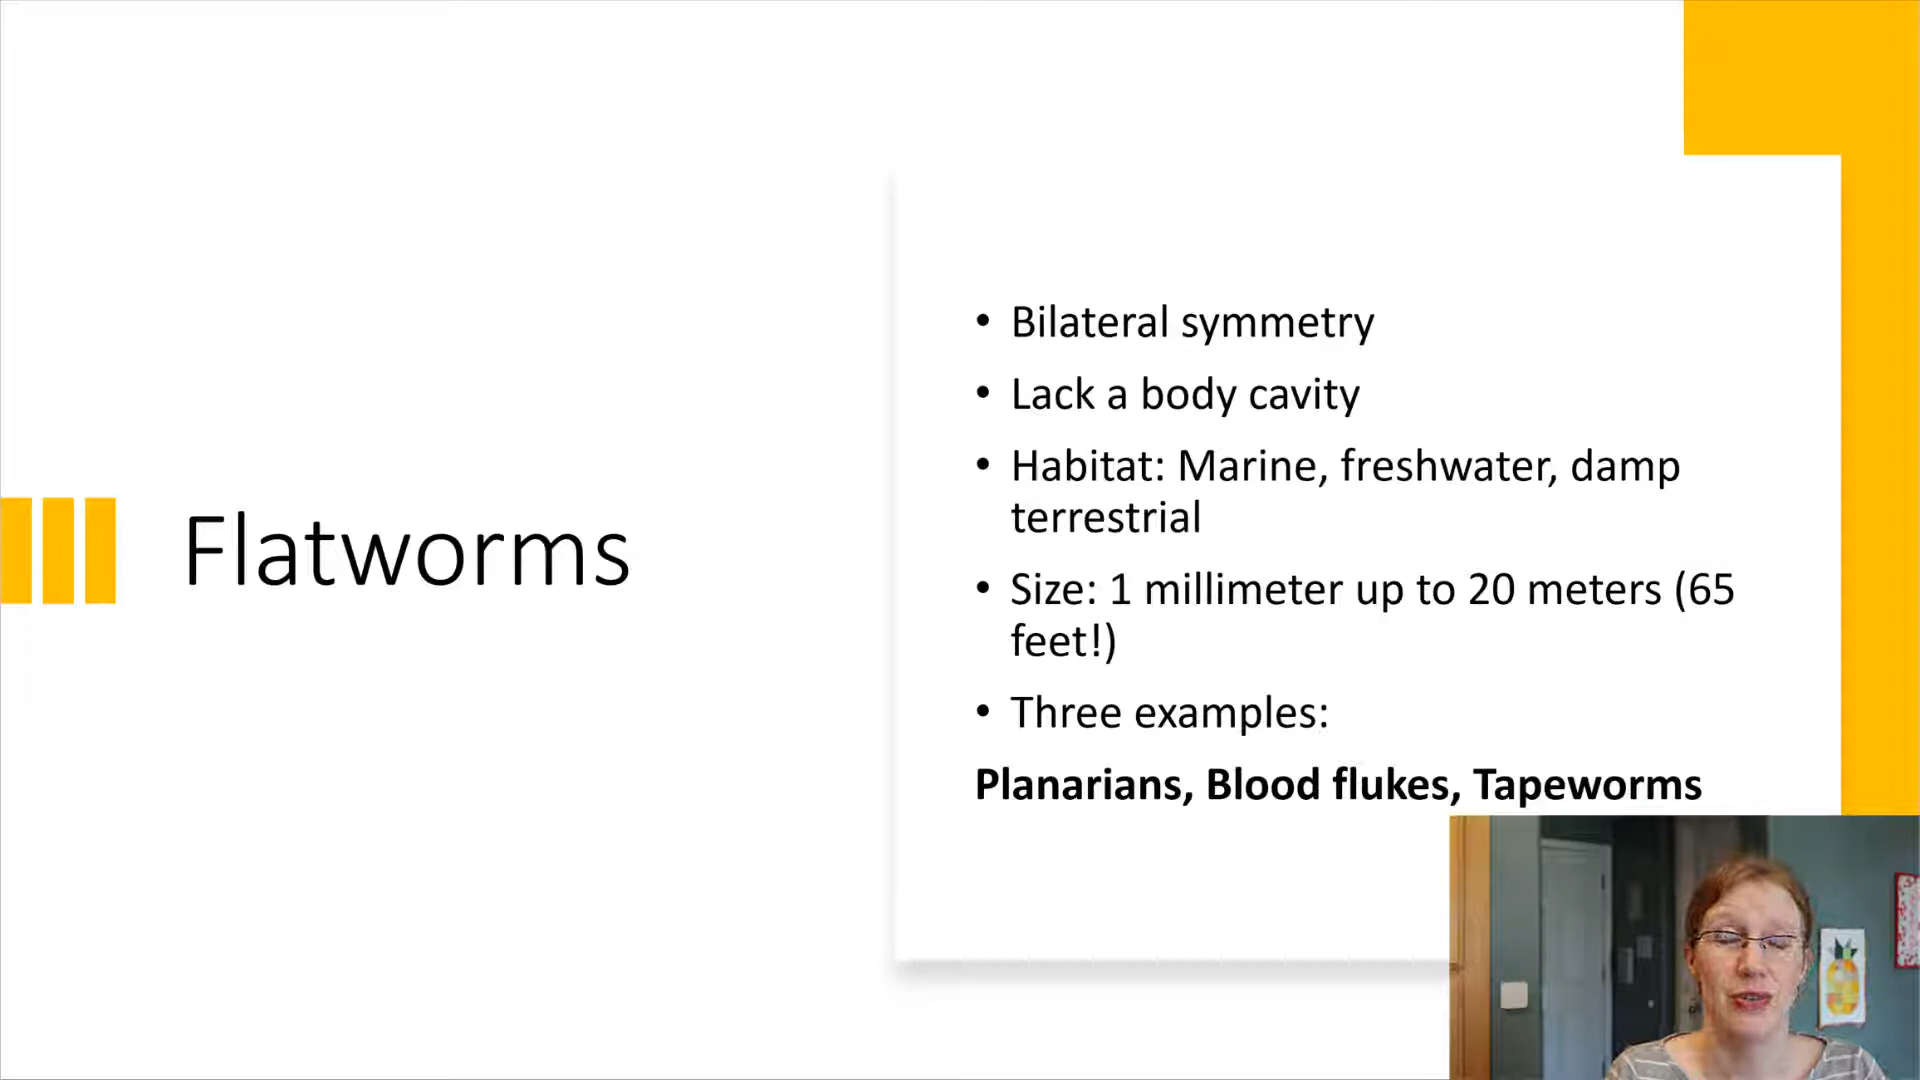 Flatworms
• Bilateral symmetry
• Lack a body cavity
• Habitat: Marine, freshwater, damp
terrestrial
• Size: 1 millimeter up to 20 meters (65
feet!)
• Three examples:
Planarians, Blood flukes, Tapeworms